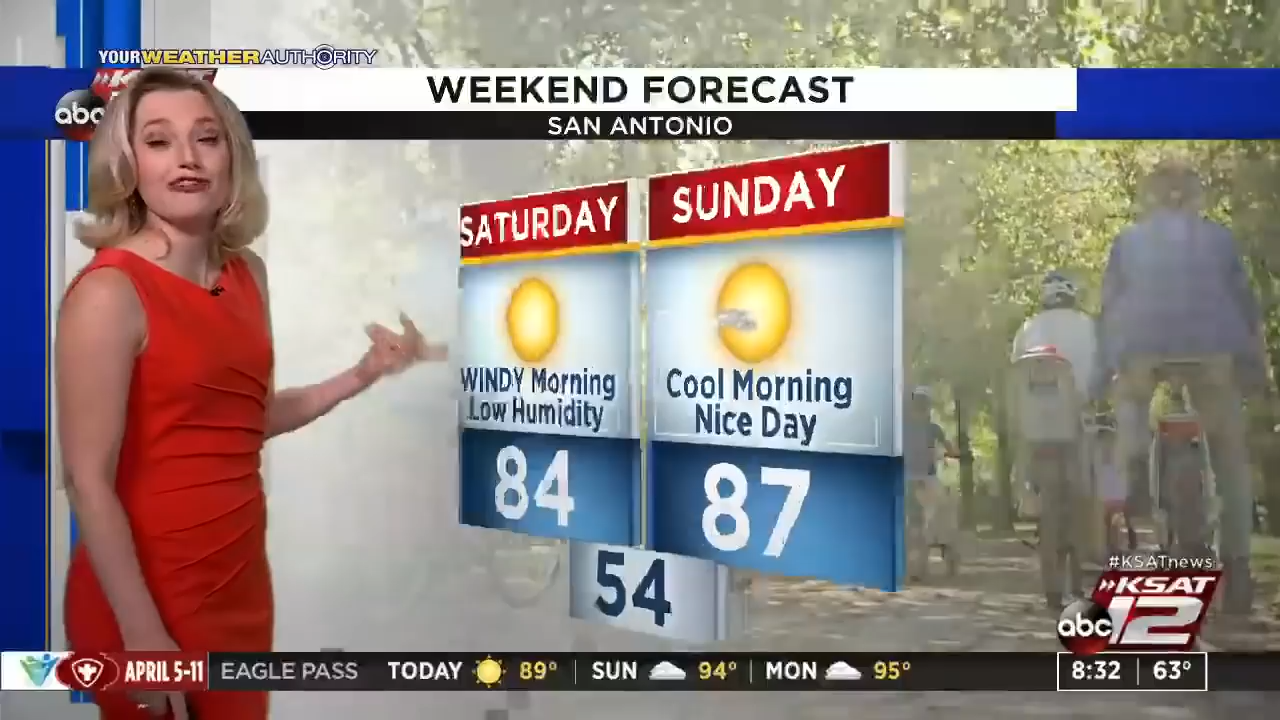 YOUR WEATHER AUTHORITY
KSAT
abc
WEEKEND FORECAST
SAN ANTONIO
SATURDAY
WINDY Morning
Low Humidity
84
SUNDAY
Cool Morning
Nice Day
87
54
#KSATnews
KSAT
abc 12
APRIL 5-11 EAGLE PASS TODAY 89° SUN 94° MON 95° 8:32 63°